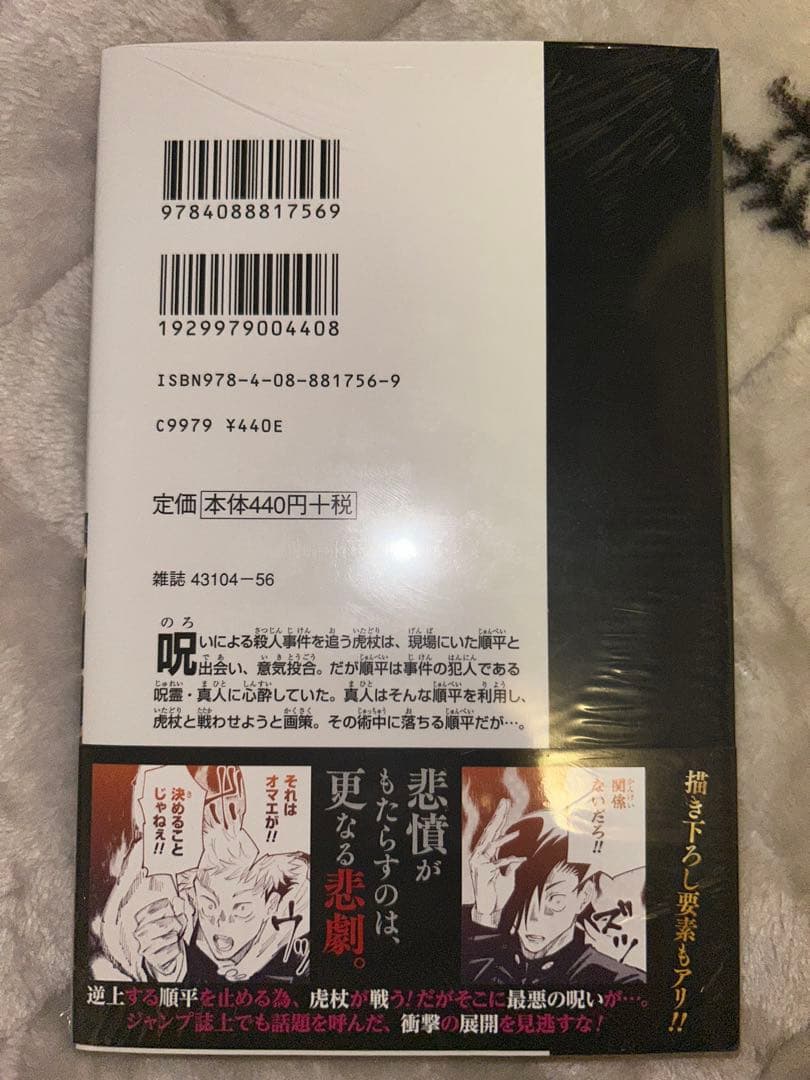 9784088817569
1929979004408
ISBN978-4-08-881756-9
C9979 ¥440E
定価 本体440円+税
雑誌 43104-56
呪いによる殺人事件を追う虎杖は、現場にいた順平と
出会い、意気投合。だが順平は事件の犯人である
呪霊・真人に心酔していた。真人はそんな順平を利用し、
虎杖と戦わせようと画策。その術中に落ちる順平だが…。
描き下ろし要素もアリ!!
関係
ないだろ!!
ズッ
悲憤が
もたらすのは、
更なる悲劇。
それは
オマエが!!
決めること
じゃねぇ!!
ウッ
逆上する順平を止める為、虎杖が戦う!だがそこに最悪の呪いが…。
ジャンプ誌上でも話題を呼んだ、衝撃の展開を見逃すな!